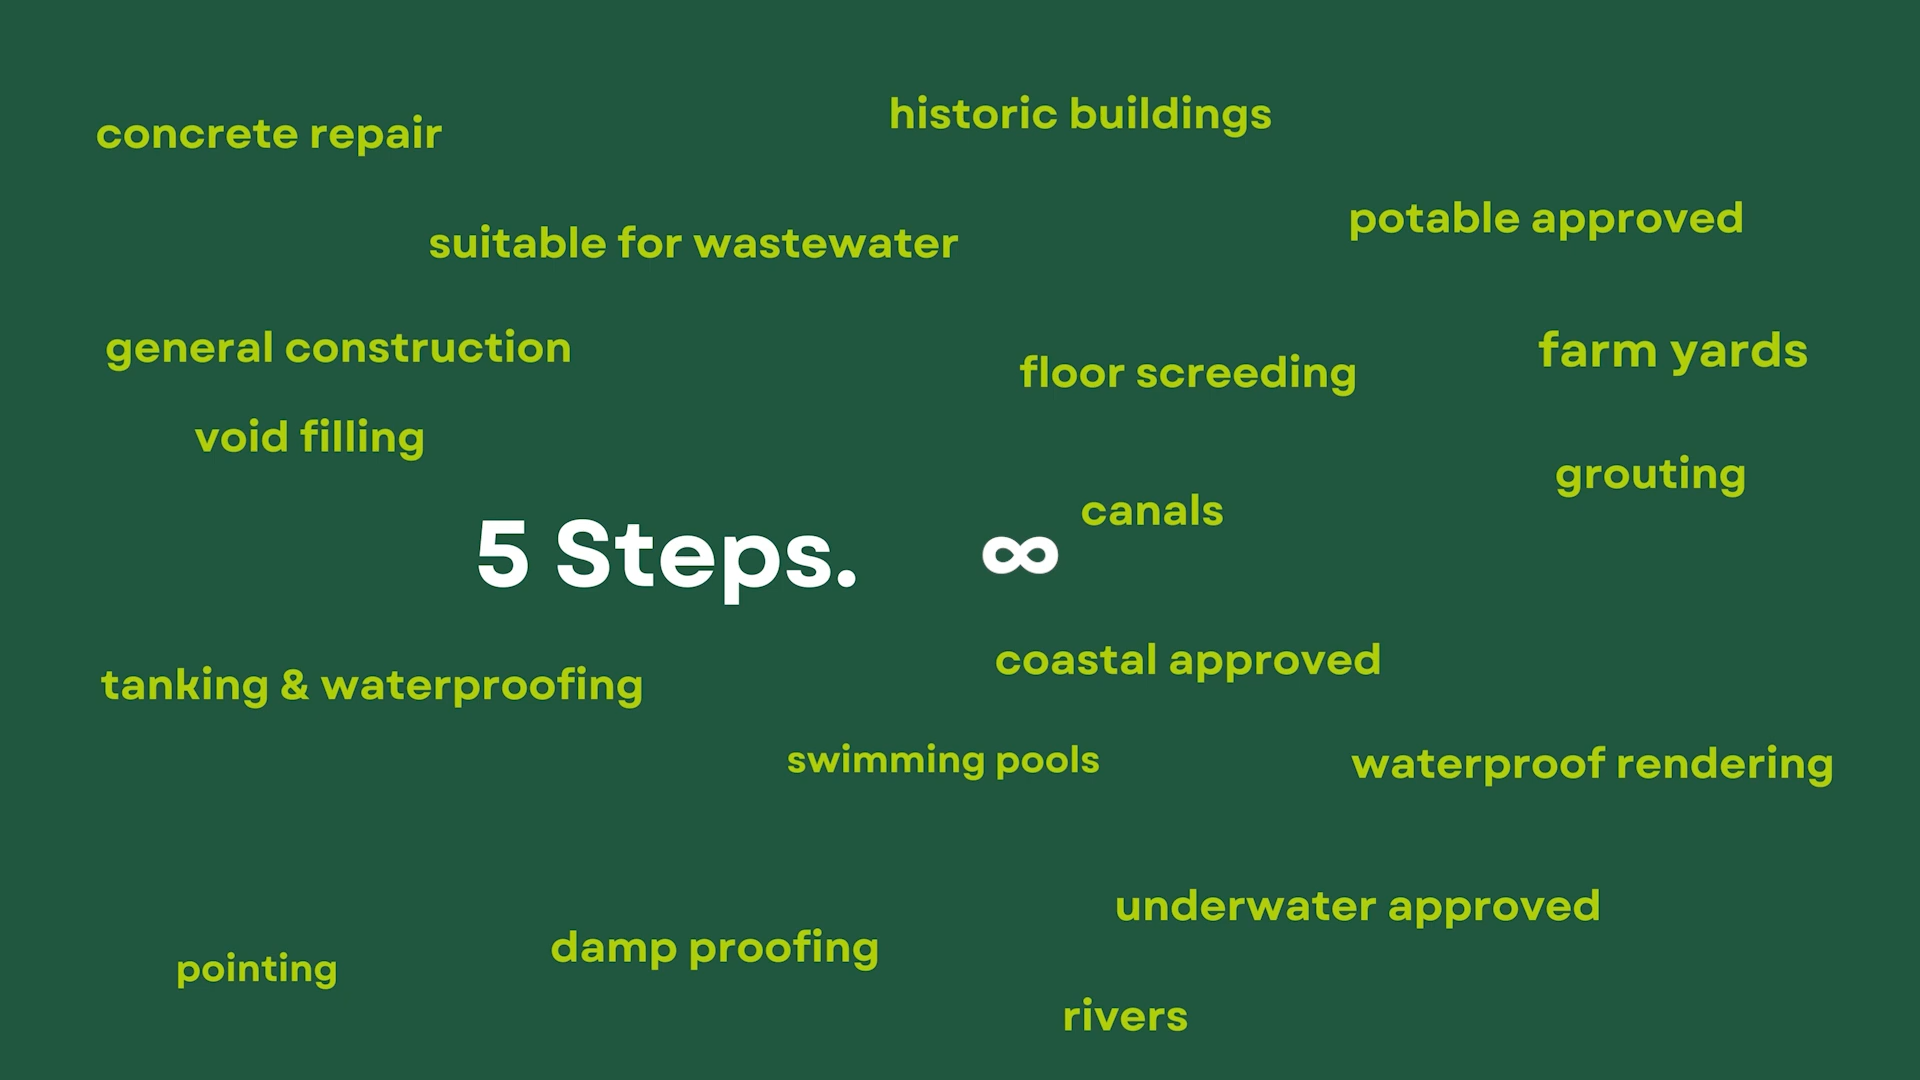 historic buildings
concrete repair
potable approved
suitable for wastewater
general construction
farm yards
floor screeding
void filling
grouting
canals
5 Steps. ∞
coastal approved
tanking & waterproofing
swimming pools
waterproof rendering
underwater approved
damp proofing
pointing
rivers